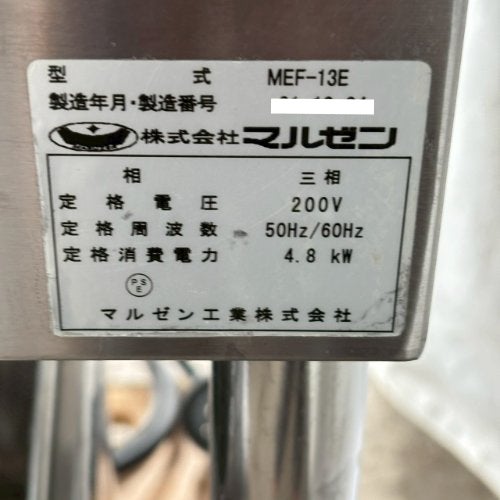 型式 MEF-13E
製造年月・製造番号
株式会社マルゼン
相 三相
定格電圧 200V
定格周波数 50Hz/60Hz
定格消費電力 4.8 kW
PSE
マルゼン工業株式会社